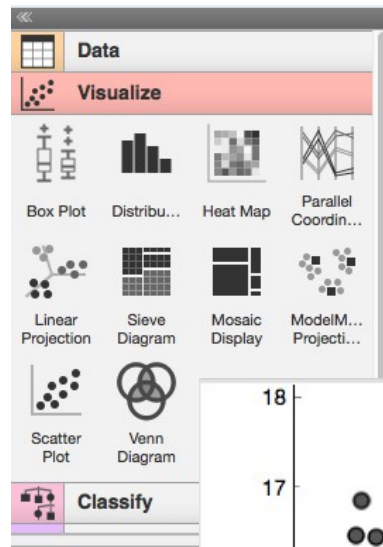 Data
Visualize
Box Plot
Distribu...
Heat Map
Parallel
Coordin...
Linear
Projection
Sieve
Diagram
Mosaic
Display
ModelM...
Projecti...
Scatter
Plot
Venn
Diagram
18
17
Classify